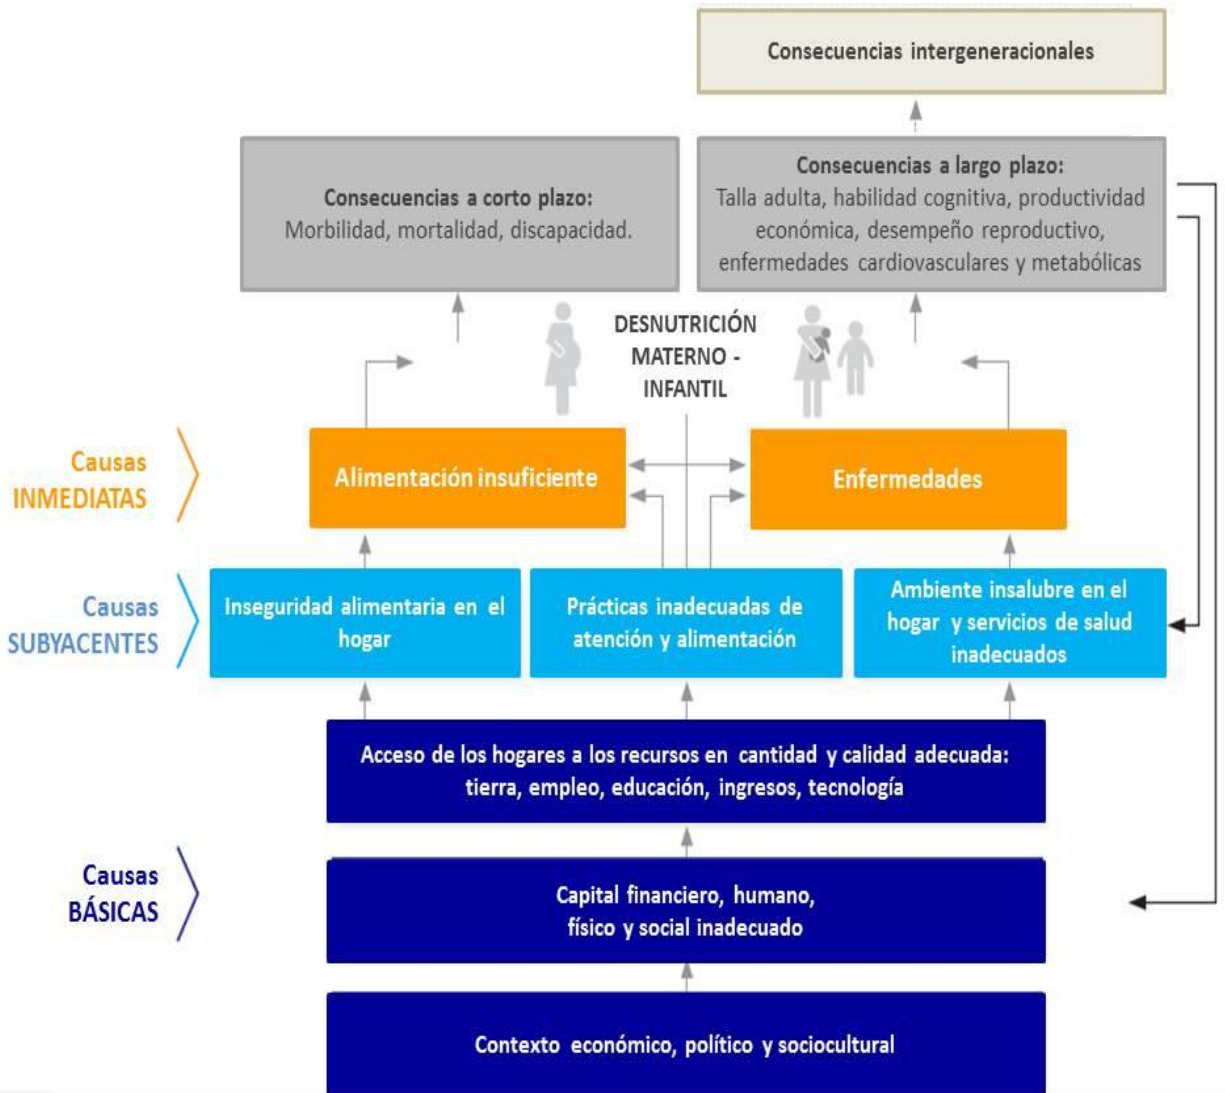 Consecuencias intergeneracionales
Consecuencias a corto plazo:
Morbilidad, mortalidad, discapacidad.
Consecuencias a largo plazo:
Talla adulta, habilidad cognitiva, productividad
económica, desempeño reproductivo,
enfermedades cardiovasculares y metabólicas
DESNUTRICIÓN
MATERNO -
INFANTIL
Causas
INMEDIATAS
Alimentación insuficiente
Enfermedades
Causas
SUBYACENTES
Inseguridad alimentaria en el
hogar
Prácticas inadecuadas de
atención y alimentación
Ambiente insalubre en el
hogar y servicios de salud
inadecuados
Acceso de los hogares a los recursos en cantidad y calidad adecuada:
tierra, empleo, educación, ingresos, tecnología
Causas
BÁSICAS
Capital financiero, humano,
físico y social inadecuado
Contexto económico, político y sociocultural